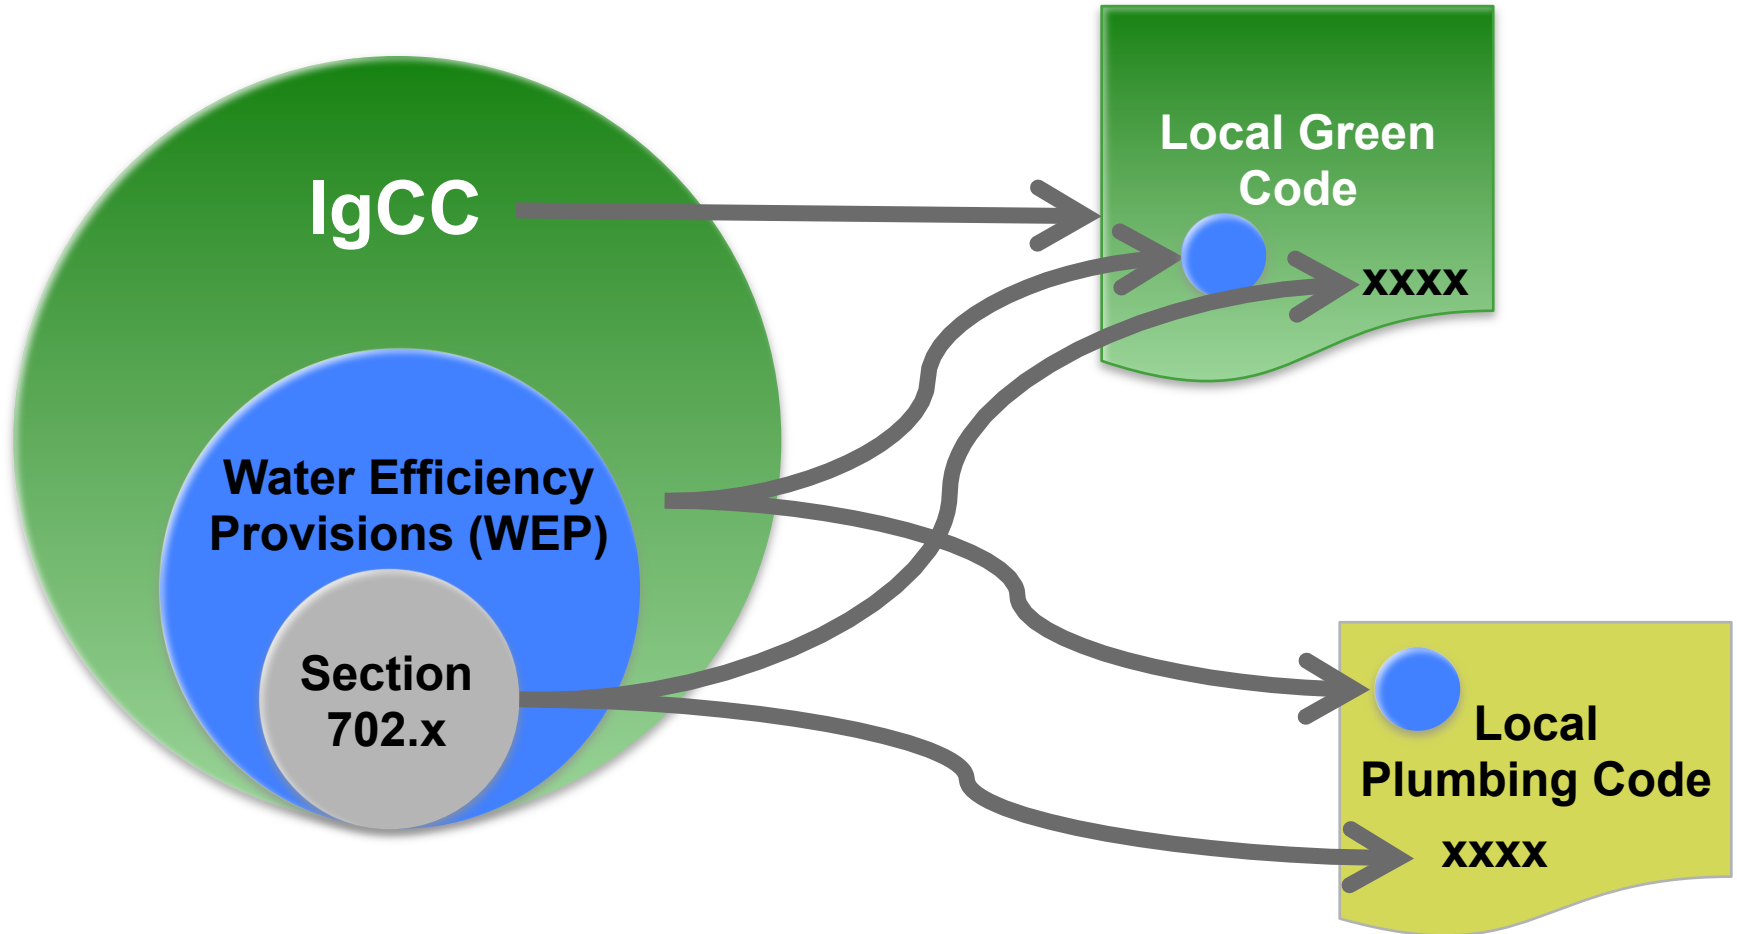 IgCC
Water Efficiency
Provisions (WEP)
Section
702.x
Local Green
Code
xxxx
Local
Plumbing Code
xxxx